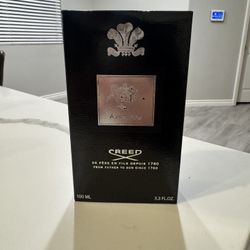 CREED
DE PÈRE EN FILS DEPUIS 1760
FROM FATHER TO SON SINCE 1760
100 ML 3.3 FL.OZ.